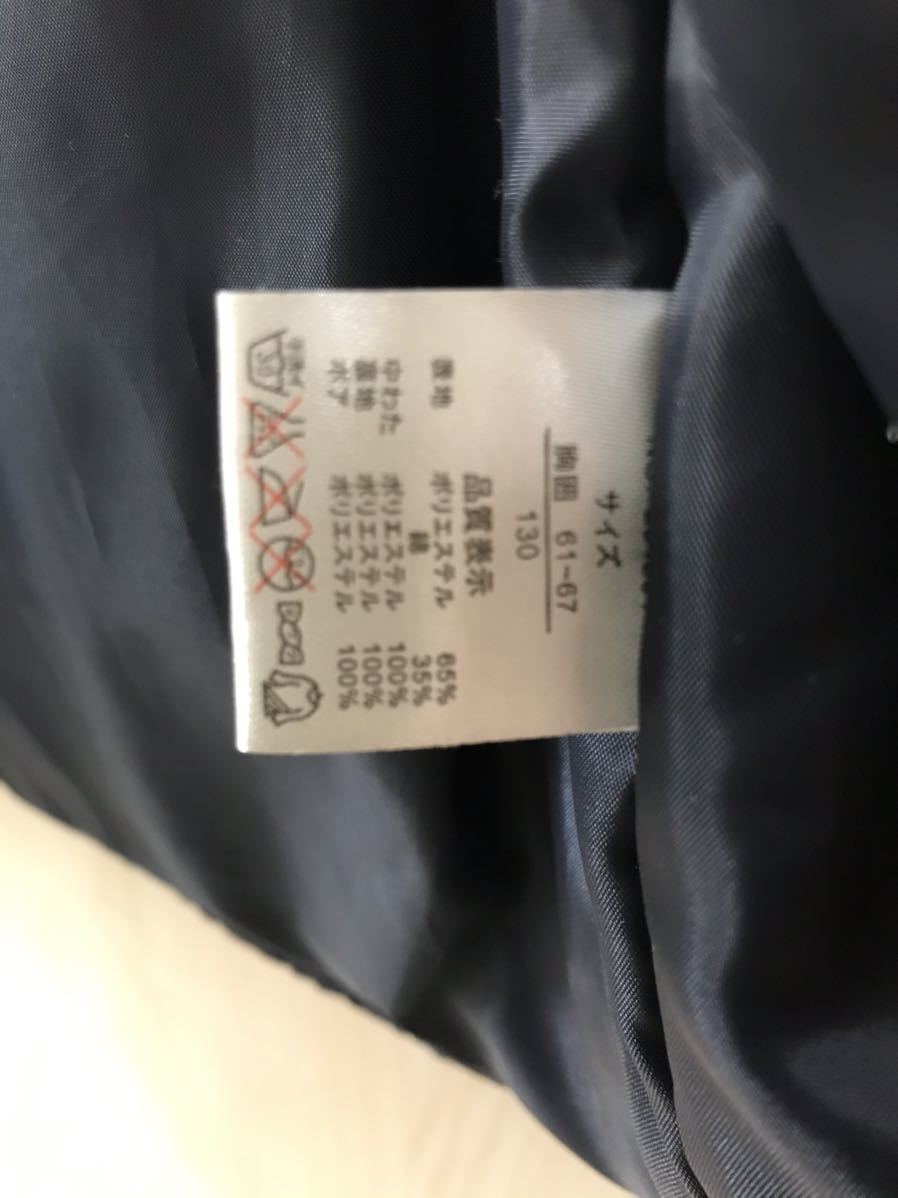 サイズ
胸囲 61~67
130
品質表示
表地 ポリエステル 65%
綿 35%
中わた ポリエステル 100%
裏地 ポリエステル 100%
ボア ポリエステル 100%
30